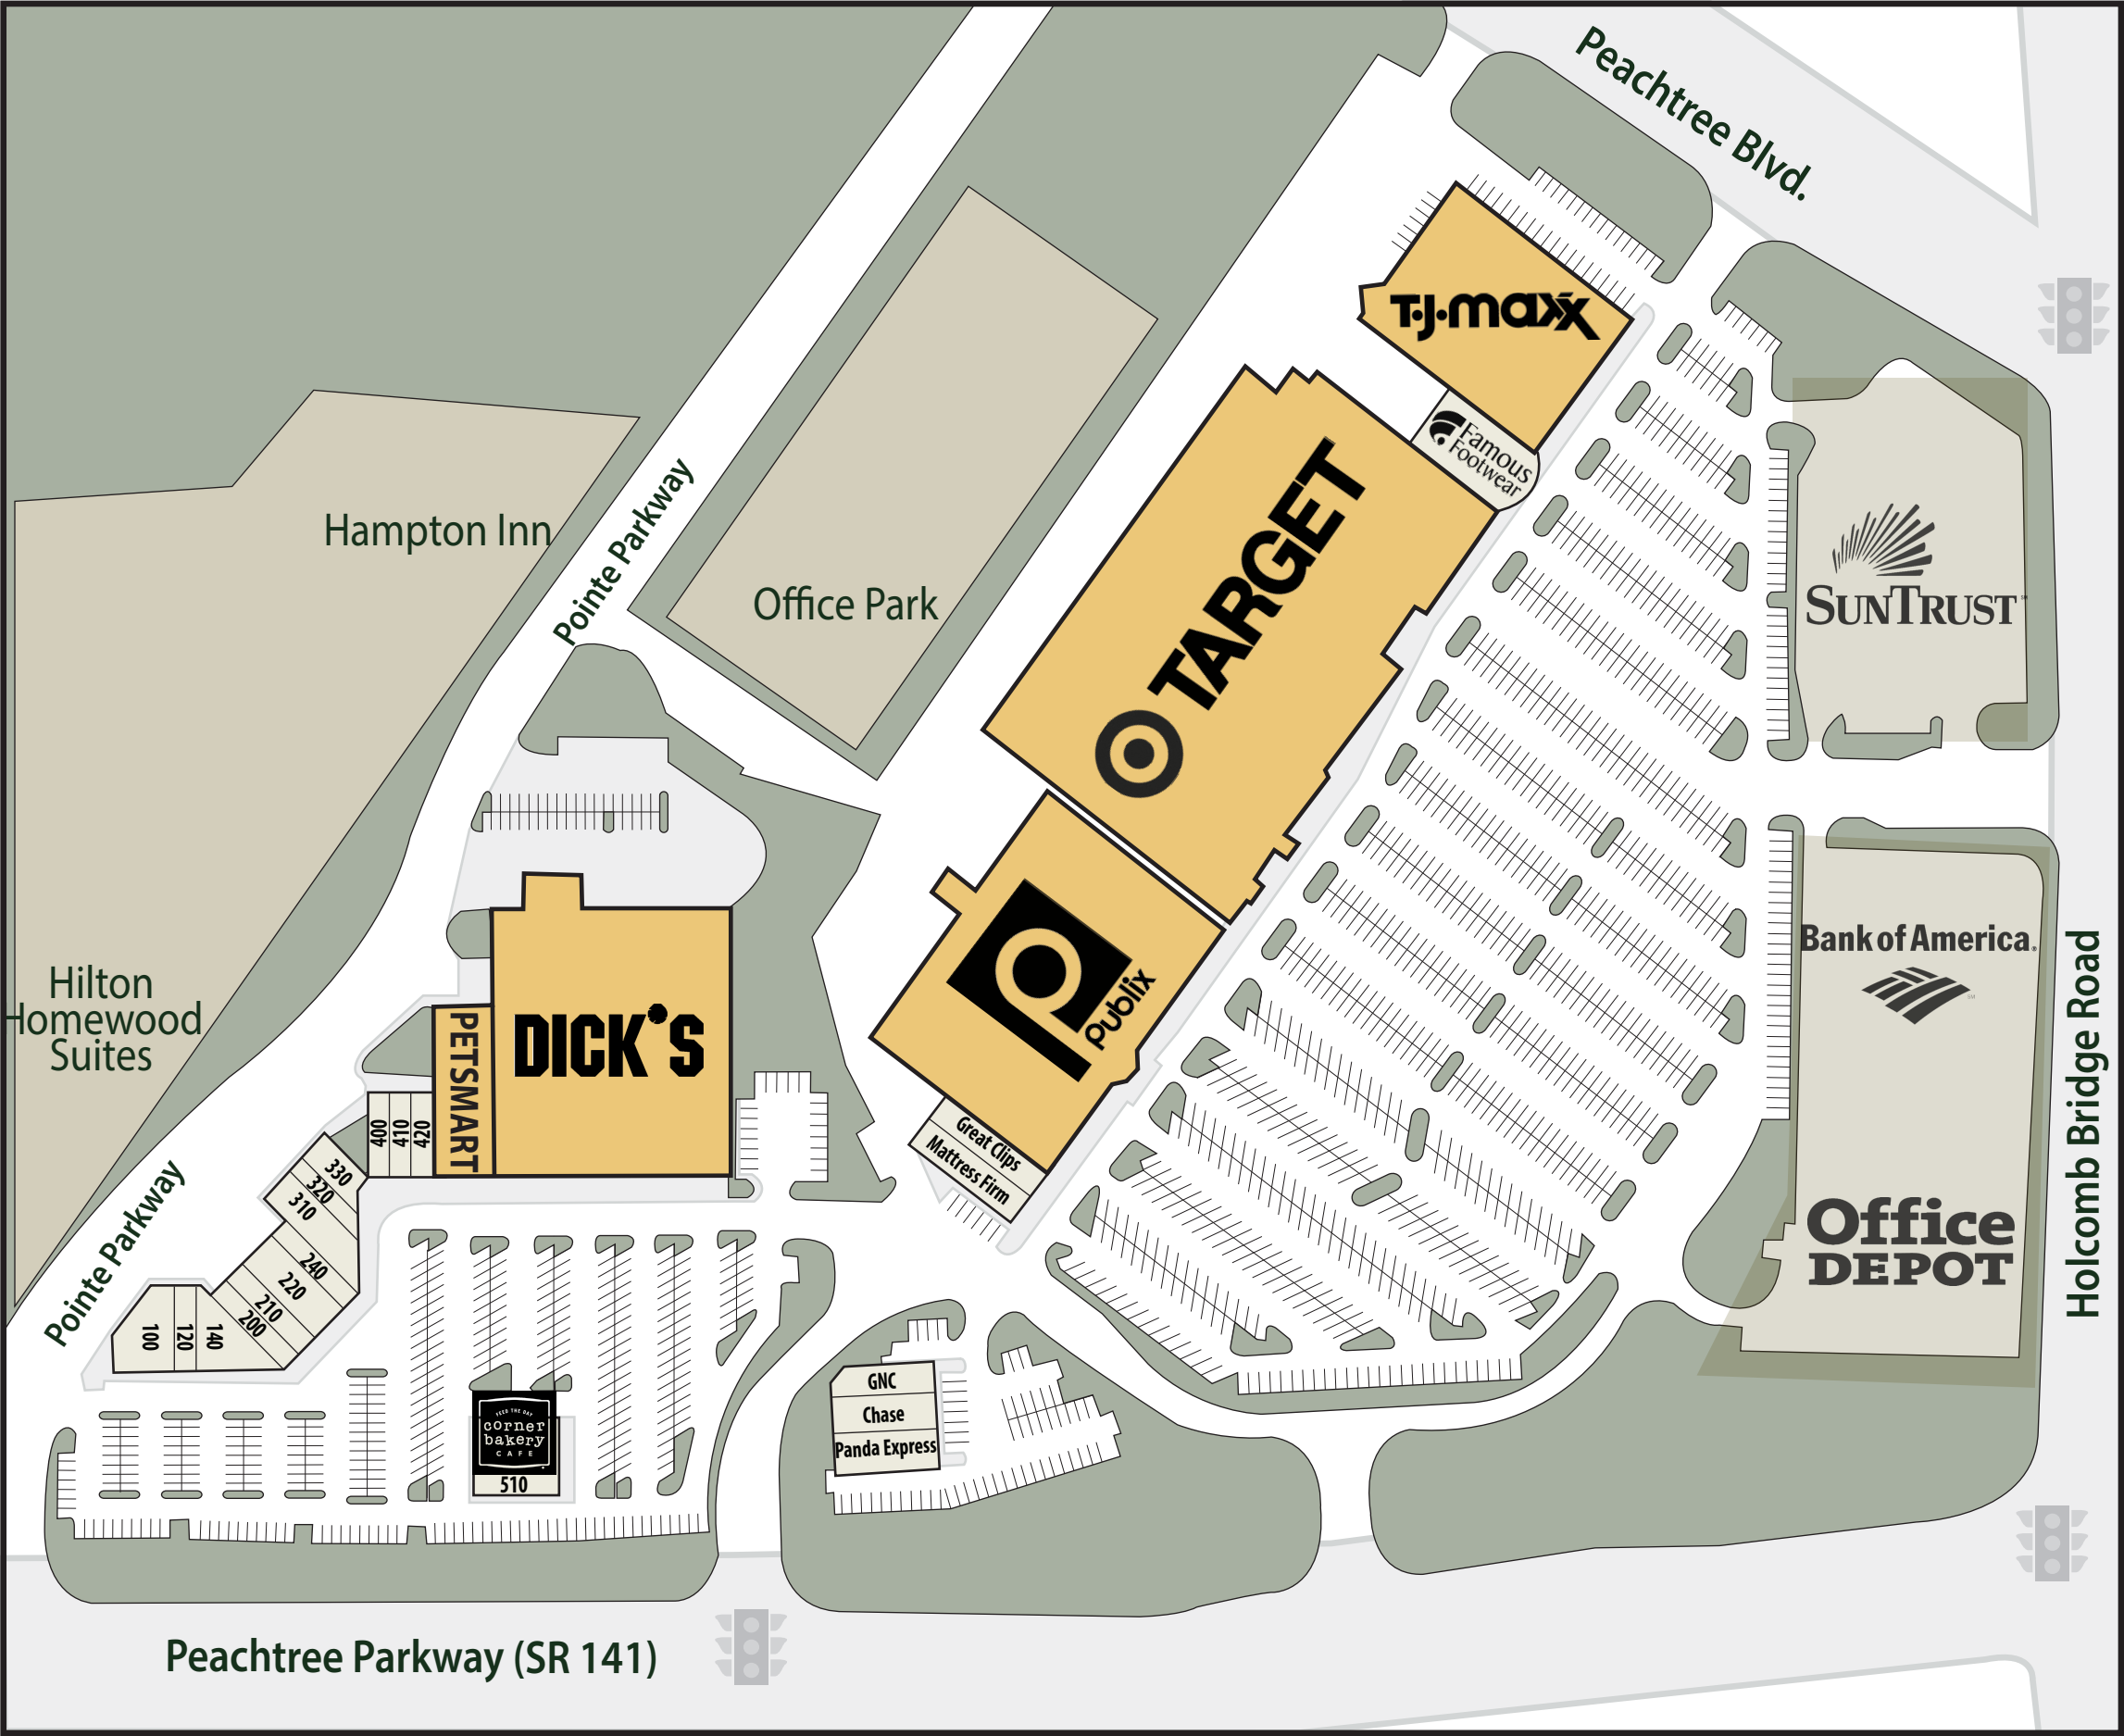 Peachtree Blvd.
T.J.maxx
Famous
Footwear
TARGET
Hampton Inn
Pointe Parkway
Office Park
SUNTRUST
Bank of America
Holcomb Bridge Road
Hilton
Homewood
Suites
publix
DICK'S
PETSMART
400
410
420
Great Clips
Mattress Firm
330
320
310
240
220
210
200
Pointe Parkway
100
120
140
Office
DEPOT
GNC
Chase
Panda Express
FEED THE DAY
corner
bakery
CAFE
510
Peachtree Parkway (SR 141)